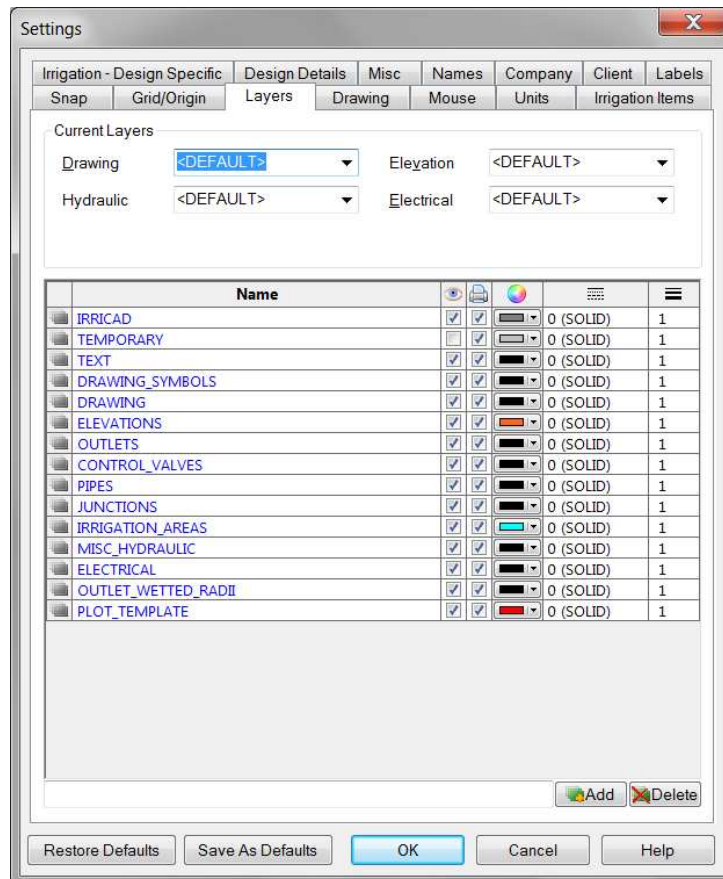 Settings
X
Irrigation - Design Specific Design Details Misc Names Company Client Labels
Snap Grid/Origin Layers Drawing Mouse Units Irrigation Items
Current Layers
Drawing <DEFAULT> Elevation <DEFAULT>
Hydraulic <DEFAULT> Electrical <DEFAULT>
Name
IRRICAD 0 (SOLID) 1
TEMPORARY 0 (SOLID) 1
TEXT 0 (SOLID) 1
DRAWING_SYMBOLS 0 (SOLID) 1
DRAWING 0 (SOLID) 1
ELEVATIONS 0 (SOLID) 1
OUTLETS 0 (SOLID) 1
CONTROL_VALVES 0 (SOLID) 1
PIPES 0 (SOLID) 1
JUNCTIONS 0 (SOLID) 1
IRRIGATION_AREAS 0 (SOLID) 1
MISC_HYDRAULIC 0 (SOLID) 1
ELECTRICAL 0 (SOLID) 1
OUTLET_WETTED_RADII 0 (SOLID) 1
PLOT_TEMPLATE 0 (SOLID) 1
Add Delete
Restore Defaults Save As Defaults OK Cancel Help